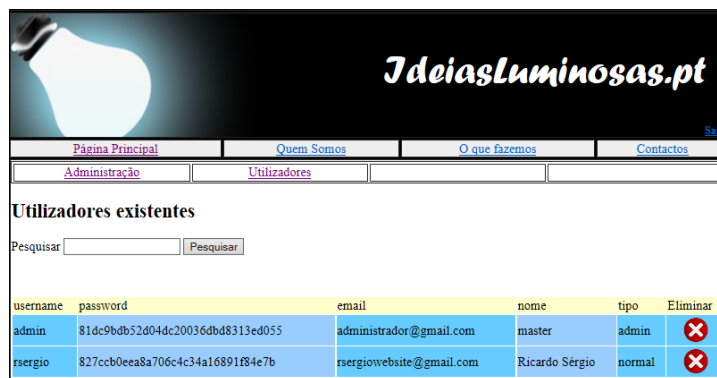 IdeiasLuminosas.pt
Página Principal Quem Somos O que fazemos Contactos
Administração Utilizadores
Utilizadores existentes
Pesquisar Pesquisar
username password email nome tipo Eliminar
admin 81dc9bdb52d04dc20036dbd8313ed055 administrador@gmail.com master admin
rsergio 827ccb0eea8a706c4c34a16891f84e7b rsergiowebsite@gmail.com Ricardo Sérgio normal